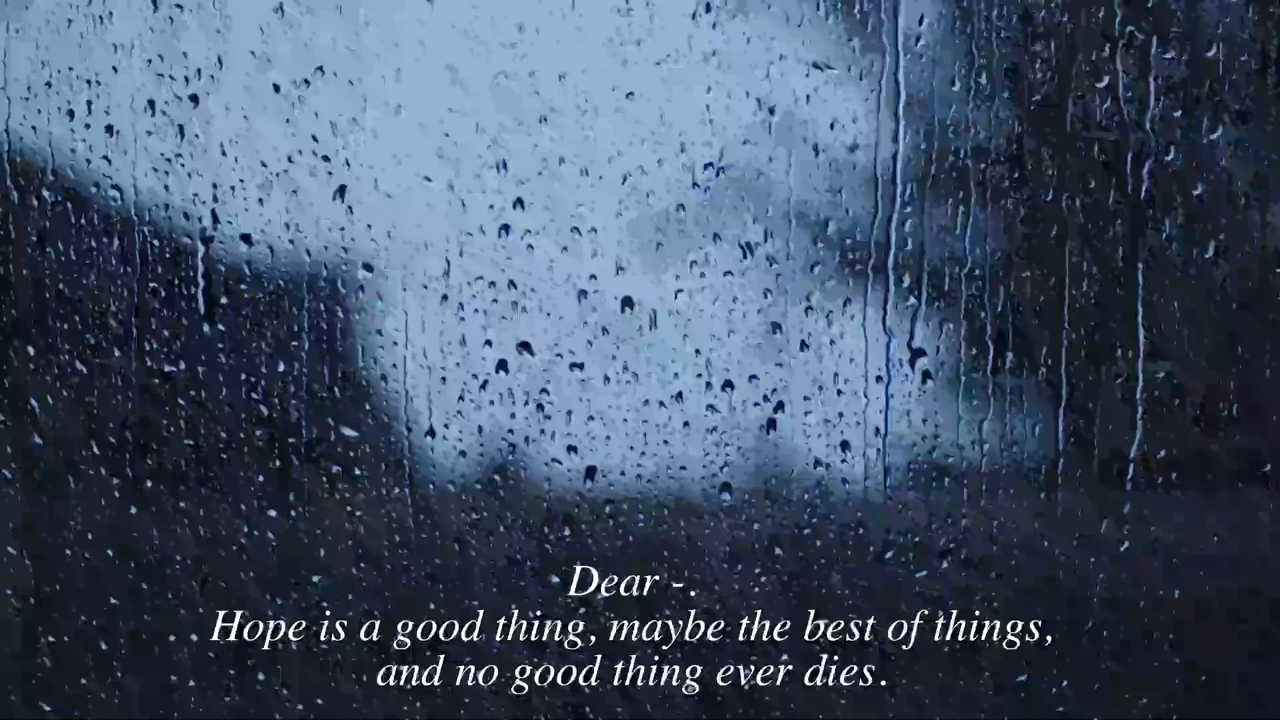 Dear -.
Hope is a good thing, maybe the best of things,
and no good thing ever dies.